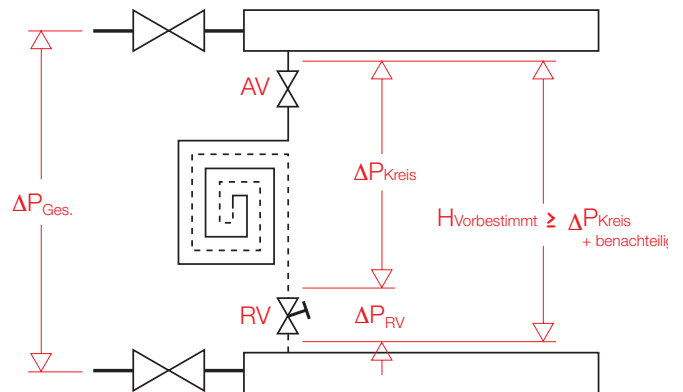 AV
ΔPKreis
ΔPGes.
HVorbestimmt ≥ ΔPKreis
+ benachteilig
RV
ΔPRV